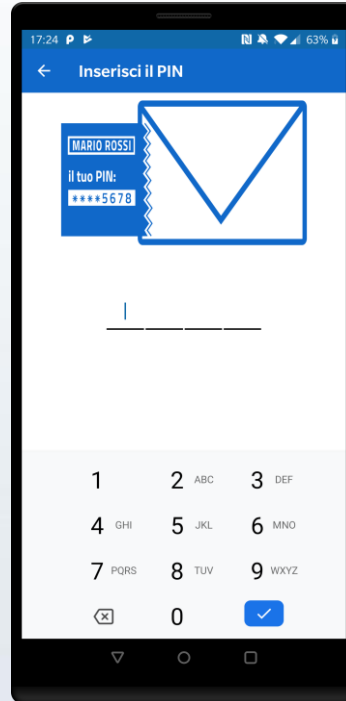 17:24 63%
Inserisci il PIN
MARIO ROSSI
il tuo PIN:
****5678
1 2 ABC 3 DEF
4 GHI 5 JKL 6 MNO
7 PQRS 8 TUV 9 WXYZ
0